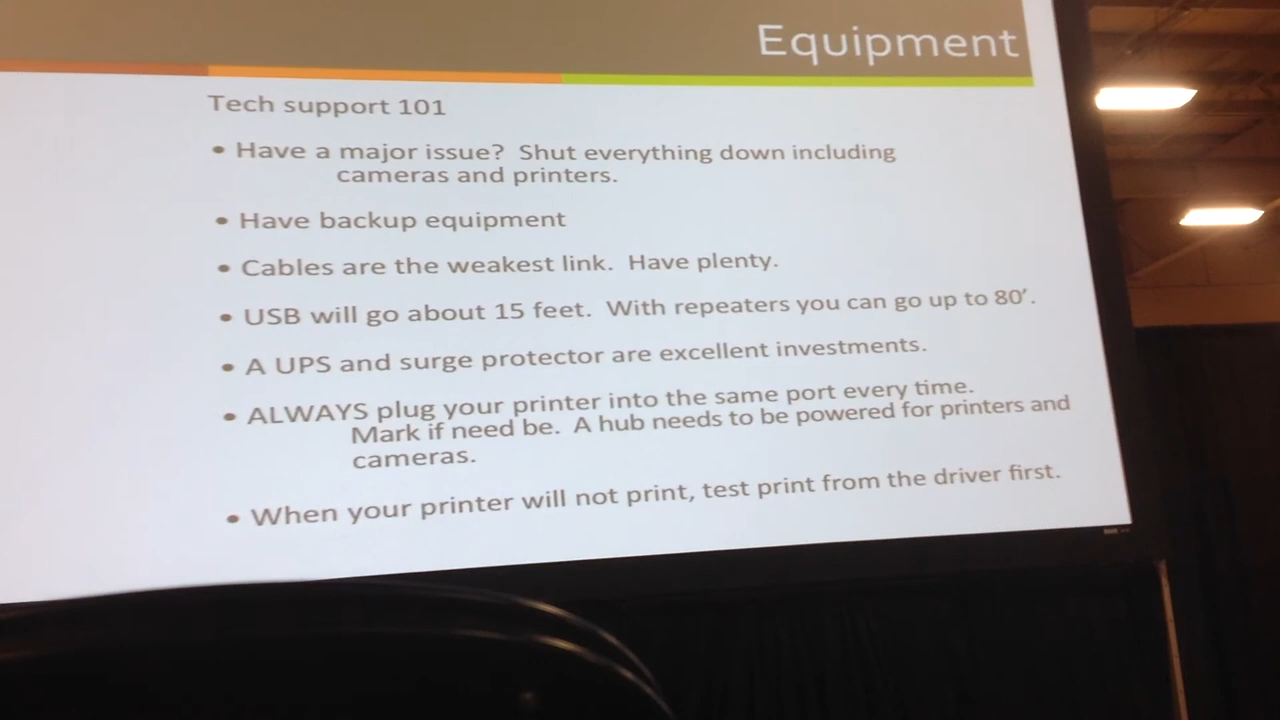 Equipment
Tech support 101
• Have a major issue? Shut everything down including
cameras and printers.
• Have backup equipment
• Cables are the weakest link. Have plenty.
• USB will go about 15 feet. With repeaters you can go up to 80’.
• A UPS and surge protector are excellent investments.
• ALWAYS plug your printer into the same port every time.
Mark if need be. A hub needs to be powered for printers and
cameras.
• When your printer will not print, test print from the driver first.